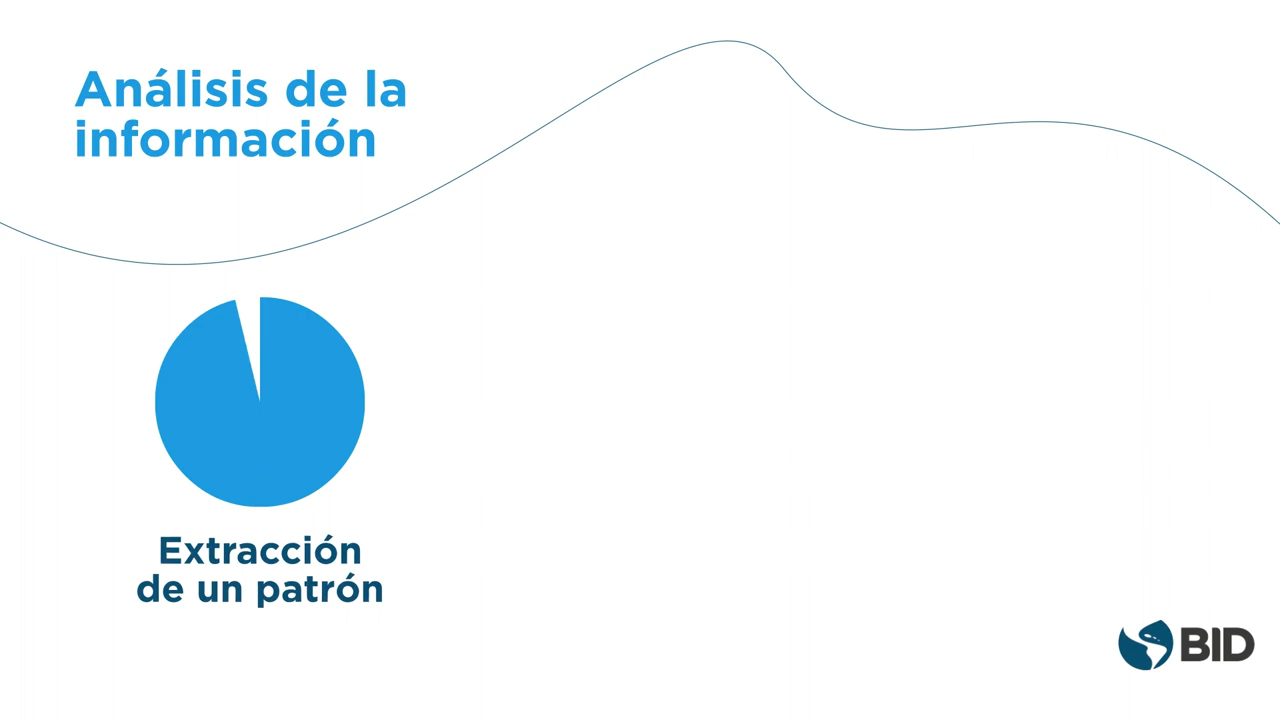 Análisis de la
información
Extracción
de un patrón
BID